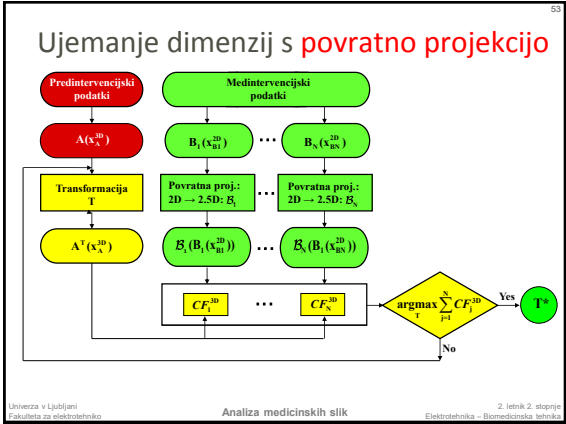 53
Ujemanje dimenzij s povratno projekcijo
Predintervencijski
podatki
Medintervencijski
podatki
A(x_A^3D)
B_1(x_B1^2D)
...
B_N(x_BN^2D)
Transformacija
T
Povratna proj.:
2D → 2.5D: ℬ_1
...
Povratna proj.:
2D → 2.5D: ℬ_N
A^T(x_A^3D)
ℬ_1(B_1(x_B1^2D))
...
ℬ_N(B_1(x_BN^2D))
CF_1^3D
...
CF_N^3D
argmax_T ∑_{j=1}^N CF_j^3D
Yes
T*
No
Univerza v Ljubljani
Fakulteta za elektrotehniko
Analiza medicinskih slik
2. letnik 2. stopnje
Elektrotehnika – Biomedicinska tehnika